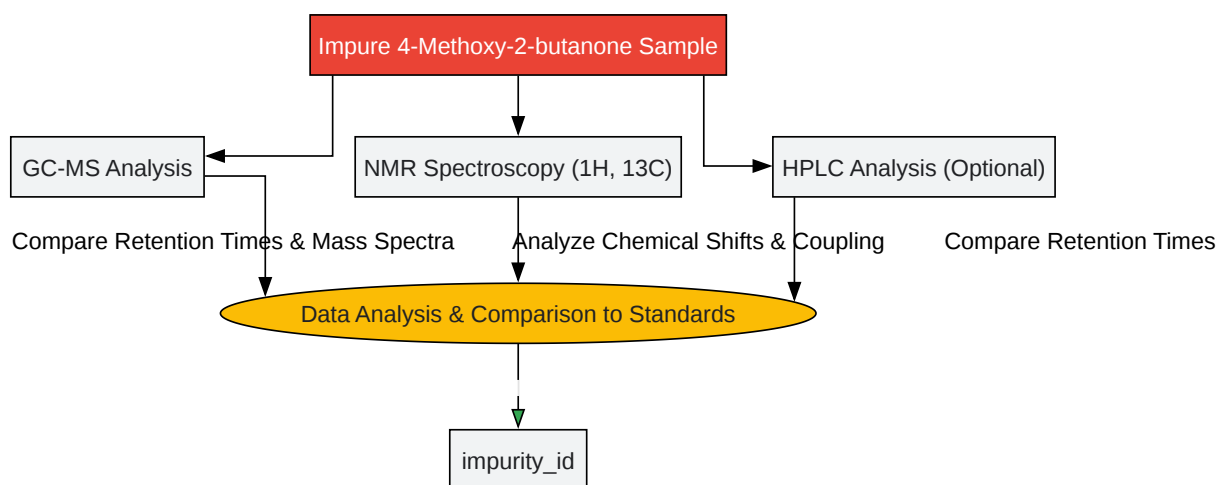 Impure 4-Methoxy-2-butanone Sample
GC-MS Analysis
NMR Spectroscopy (1H, 13C)
HPLC Analysis (Optional)
Compare Retention Times & Mass Spectra
Analyze Chemical Shifts & Coupling
Compare Retention Times
Data Analysis & Comparison to Standards
impurity_id